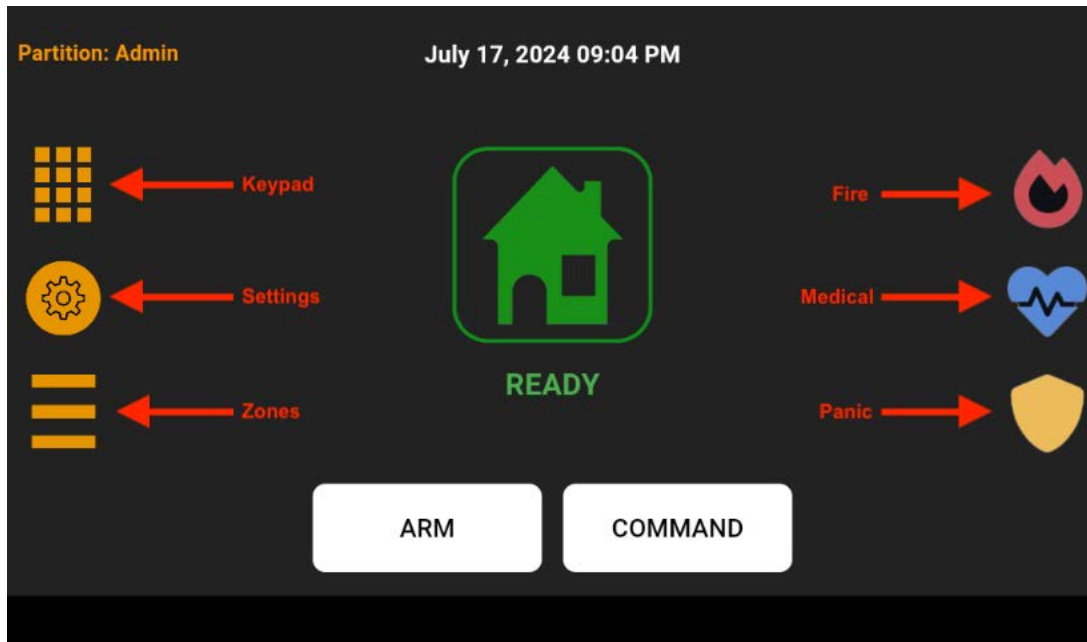 Partition: Admin
July 17, 2024 09:04 PM
Keypad
Fire
Settings
Medical
READY
Zones
Panic
ARM
COMMAND